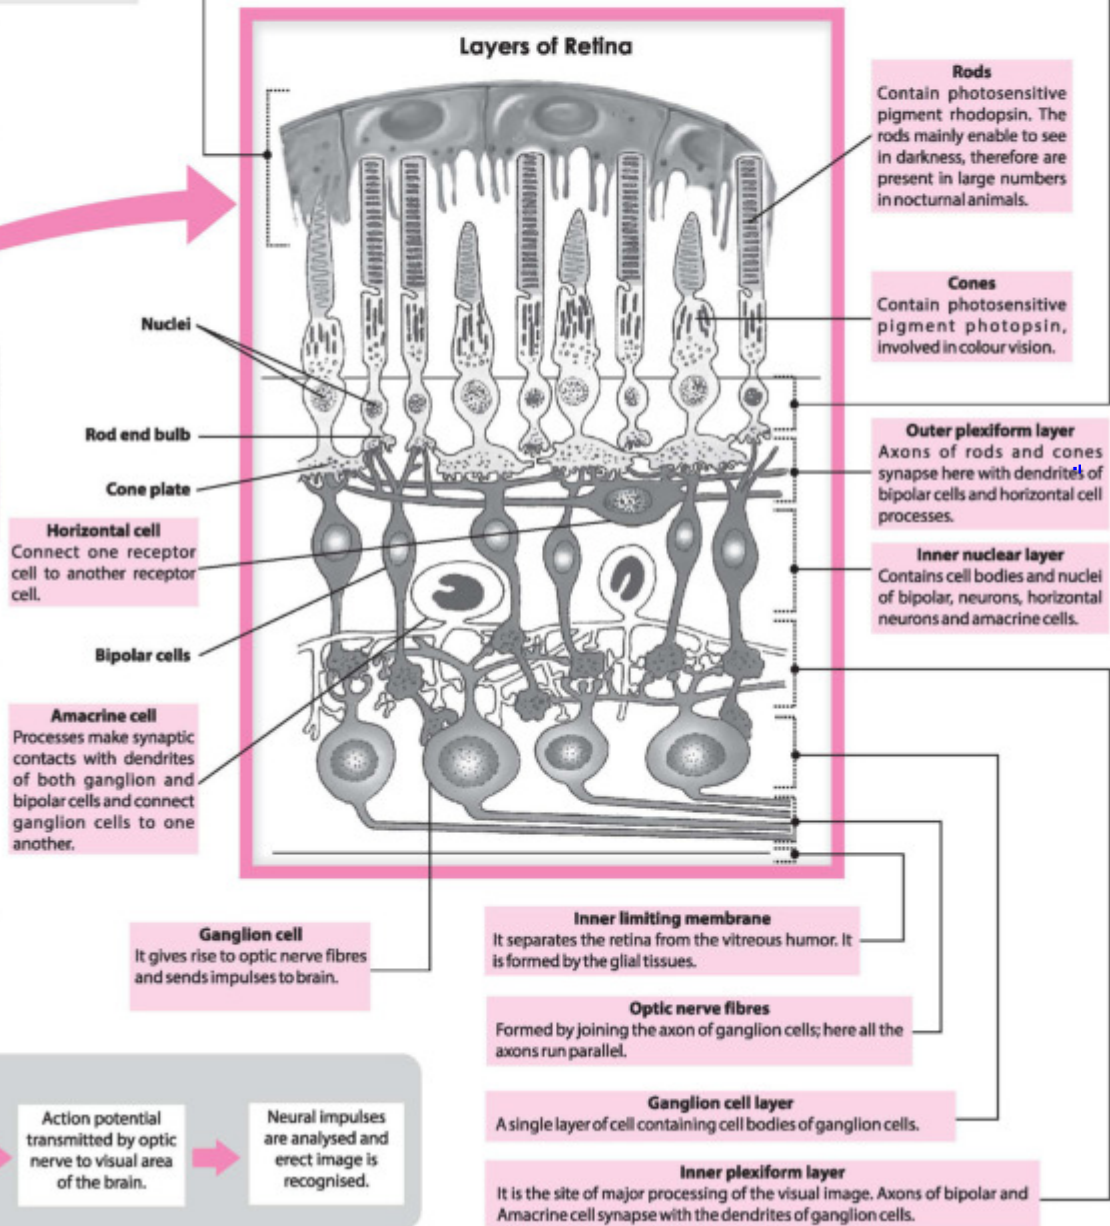 Layers of Retina
Rods
Contain photosensitive
pigment rhodopsin. The
rods mainly enable to see
in darkness, therefore are
present in large numbers
in nocturnal animals.
Cones
Contain photosensitive
pigment photopsin,
involved in colour vision.
Nuclei
Rod end bulb
Cone plate
Horizontal cell
Connect one receptor
cell to another receptor
cell.
Bipolar cells
Amacrine cell
Processes make synaptic
contacts with dendrites
of both ganglion and
bipolar cells and connect
ganglion cells to one
another.
Outer plexiform layer
Axons of rods and cones
synapse here with dendrites of
bipolar cells and horizontal cell
processes.
Inner nuclear layer
Contains cell bodies and nuclei
of bipolar, neurons, horizontal
neurons and amacrine cells.
Ganglion cell
It gives rise to optic nerve fibres
and sends impulses to brain.
Inner limiting membrane
It separates the retina from the vitreous humor. It
is formed by the glial tissues.
Optic nerve fibres
Formed by joining the axon of ganglion cells; here all the
axons run parallel.
Ganglion cell layer
A single layer of cell containing cell bodies of ganglion cells.
Inner plexiform layer
It is the site of major processing of the visual image. Axons of bipolar and
Amacrine cell synapse with the dendrites of ganglion cells.
Action potential
transmitted by optic
nerve to visual area
of the brain.
Neural impulses
are analysed and
erect image is
recognised.